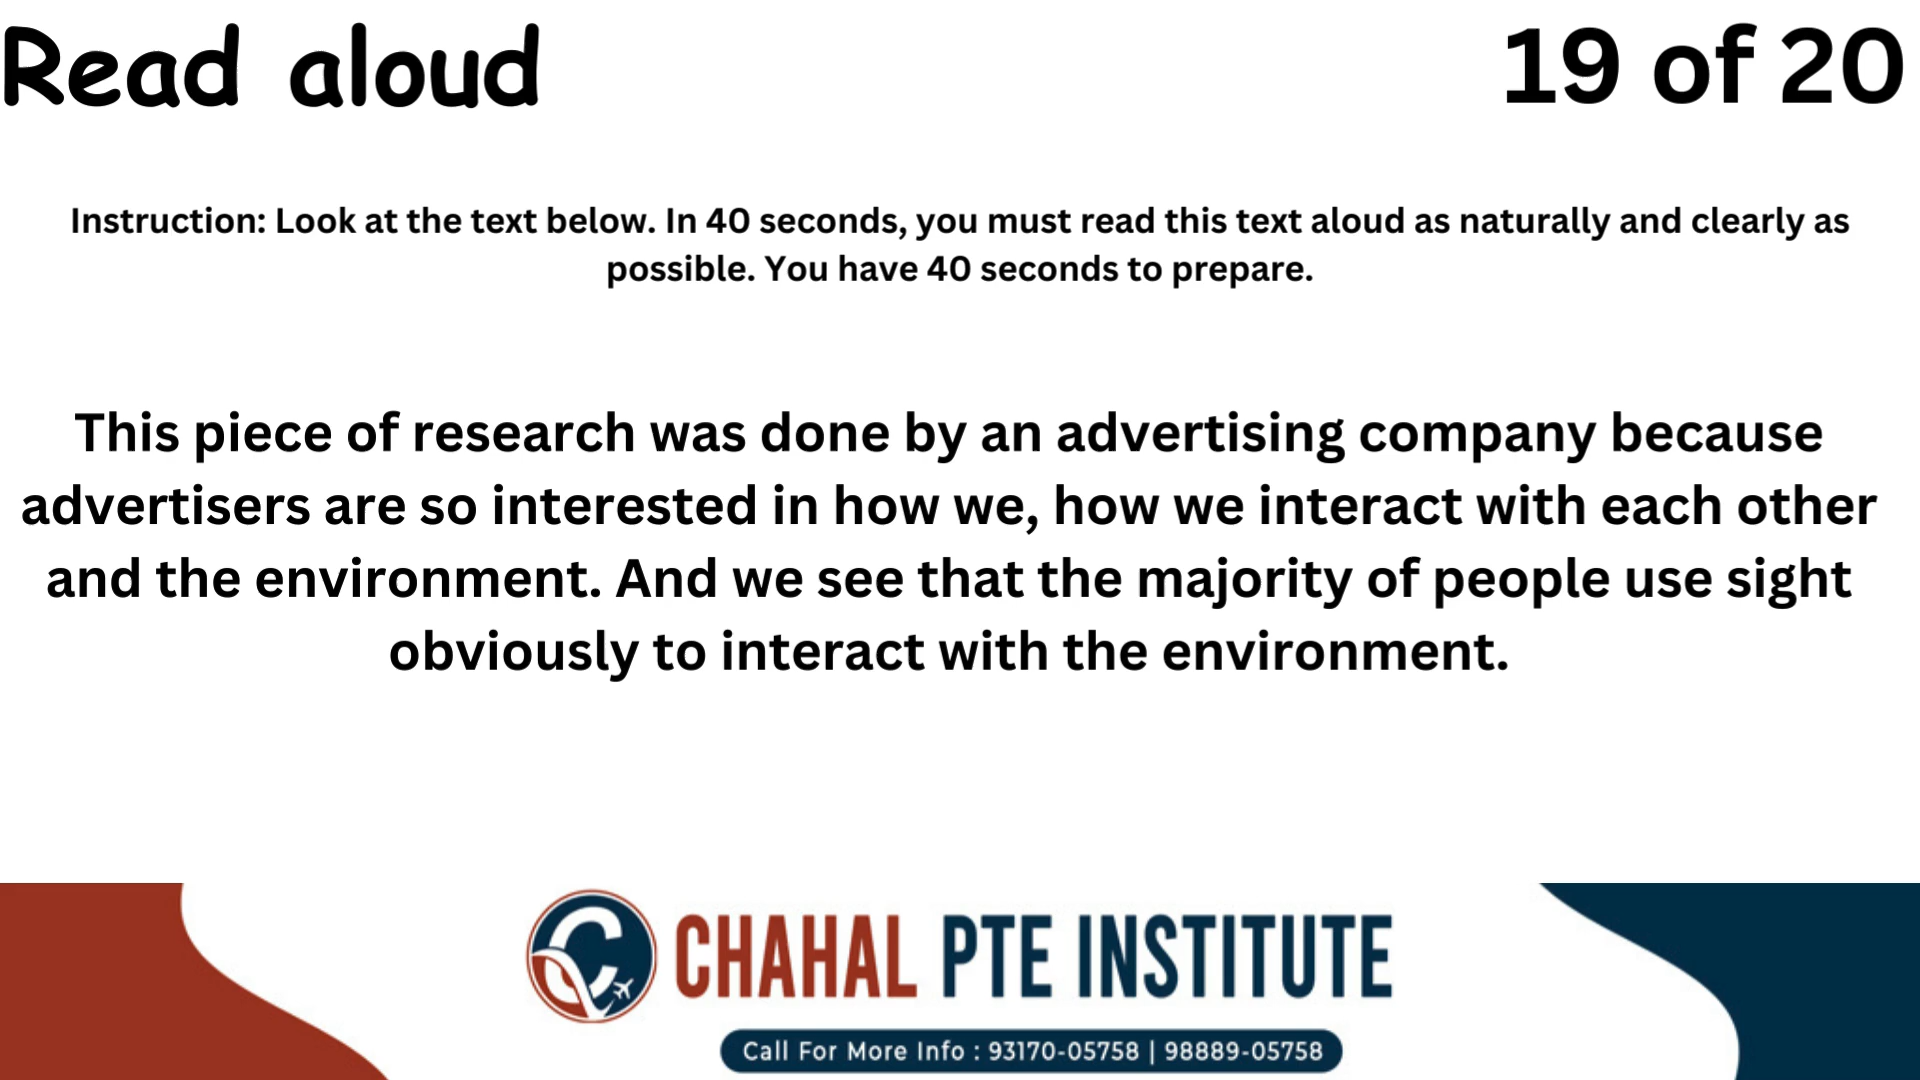 Read aloud
19 of 20
Instruction: Look at the text below. In 40 seconds, you must read this text aloud as naturally and clearly as
possible. You have 40 seconds to prepare.
This piece of research was done by an advertising company because
advertisers are so interested in how we, how we interact with each other
and the environment. And we see that the majority of people use sight
obviously to interact with the environment.
CHAHAL PTE INSTITUTE
Call For More Info : 93170-05758 | 98889-05758